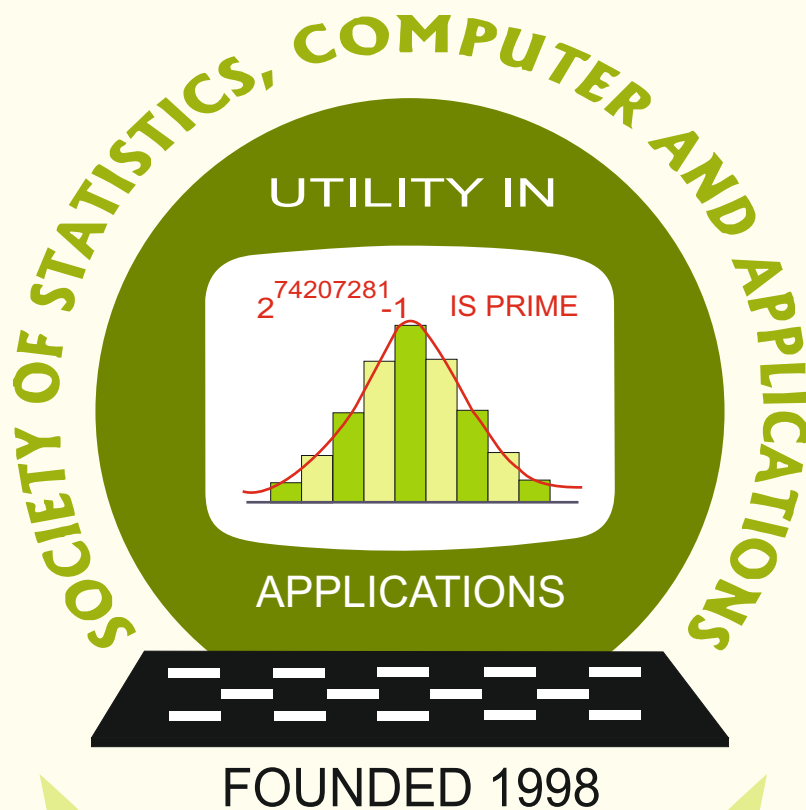 SOCIETY OF STATISTICS, COMPUTER AND APPLICATIONS
UTILITY IN
2^74207281-1 IS PRIME
APPLICATIONS
FOUNDED 1998